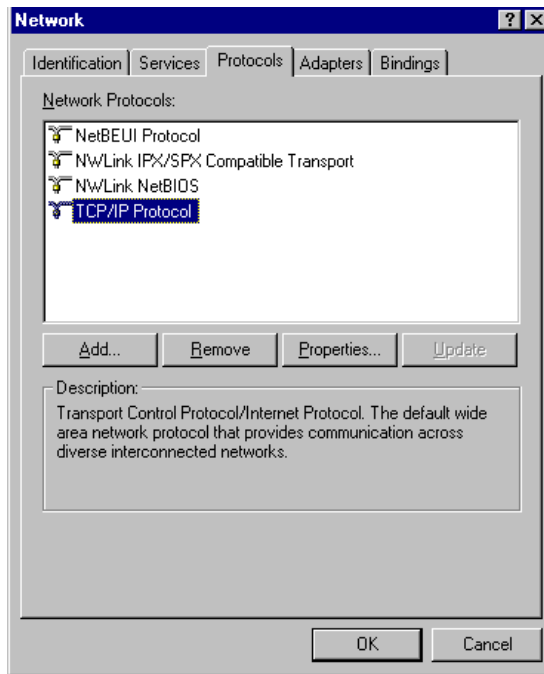 Network
Identification Services Protocols Adapters Bindings
Network Protocols:
NetBEUI Protocol
NWLink IPX/SPX Compatible Transport
NWLink NetBIOS
TCP/IP Protocol
Add... Remove Properties... Update
Description:
Transport Control Protocol/Internet Protocol. The default wide
area network protocol that provides communication across
diverse interconnected networks.
OK Cancel